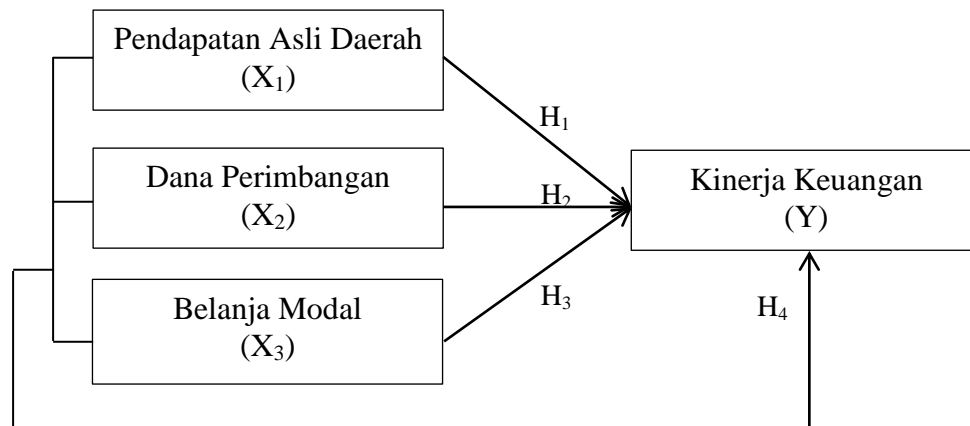 Pendapatan Asli Daerah
(X₁)
H₁
Dana Perimbangan
(X₂)
H₂
Kinerja Keuangan
(Y)
Belanja Modal
(X₃)
H₃
H₄